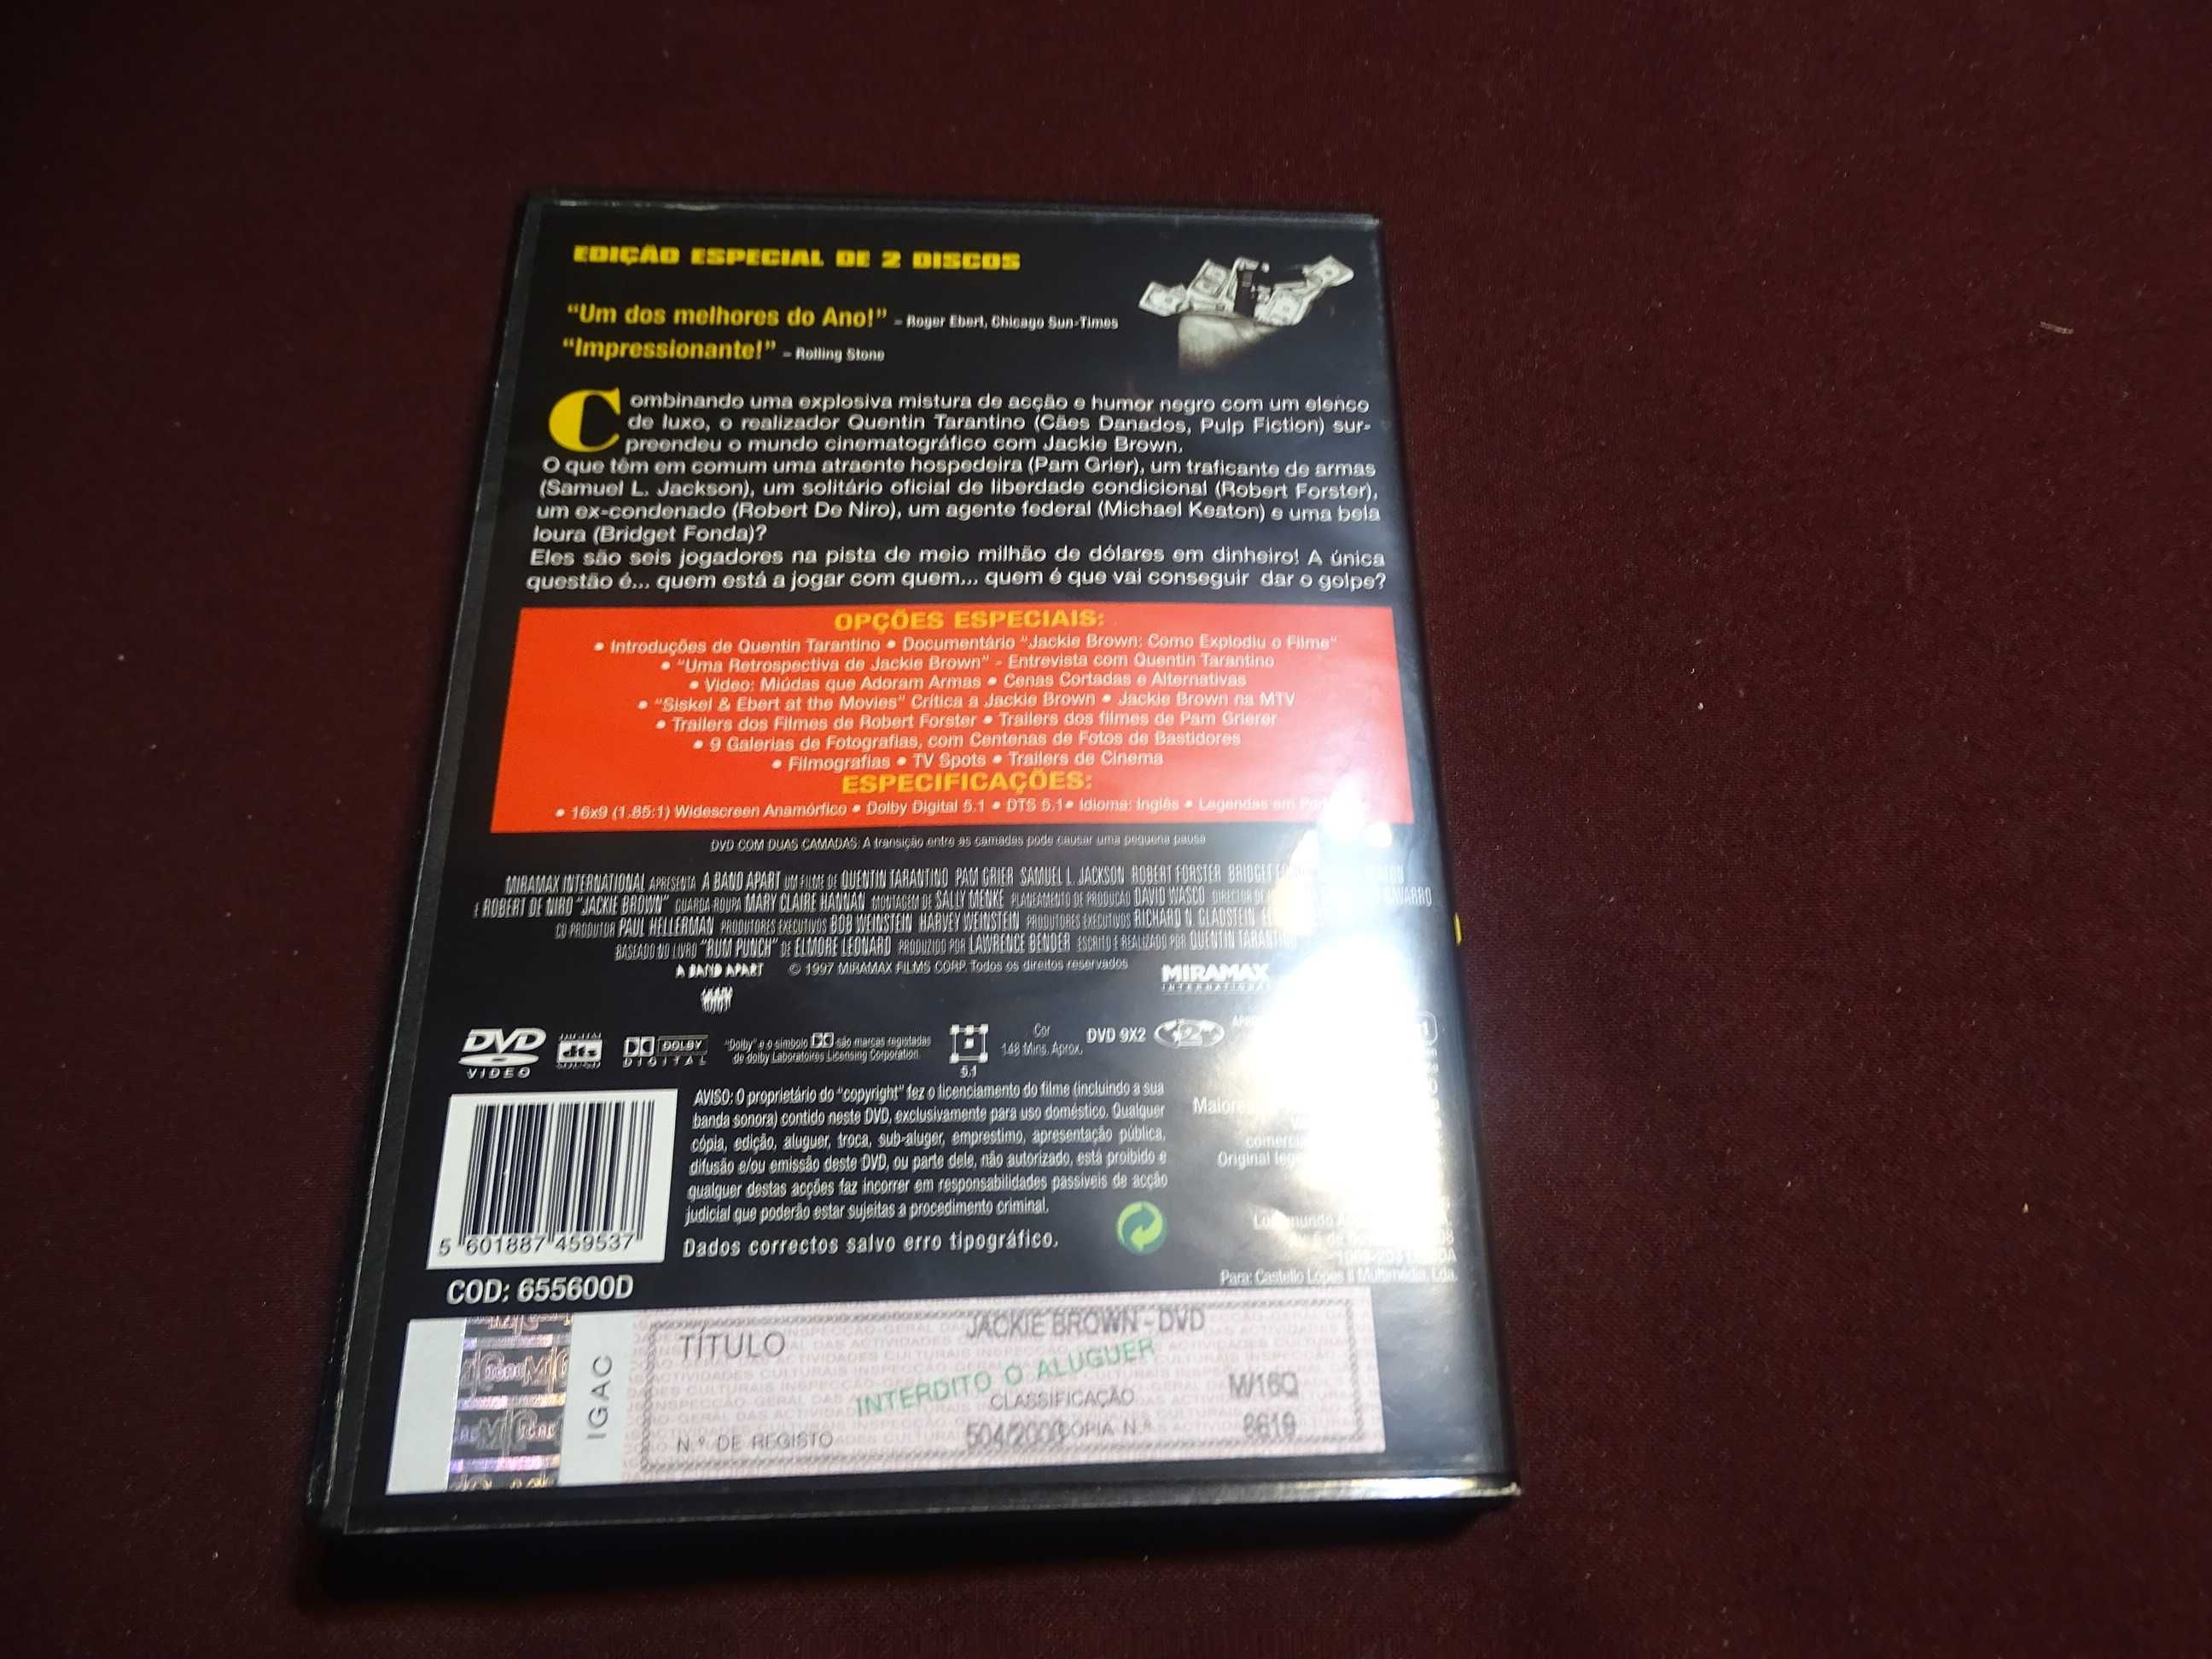 EDIÇÃO ESPECIAL DE 2 DISCOS
“Um dos melhores do Ano!” – Roger Ebert, Chicago Sun-Times
“Impressionante!” – Rolling Stone
Combinando uma explosiva mistura de acção e humor negro com um elenco
de luxo, o realizador Quentin Tarantino (Cães Danados, Pulp Fiction) sur-
preendeu o mundo cinematográfico com Jackie Brown.
O que têm em comum uma atraente hospedeira (Pam Grier), um traficante de armas
(Samuel L. Jackson), um solitário oficial de liberdade condicional (Robert Forster),
um ex-condenado (Robert De Niro), um agente federal (Michael Keaton) e uma bela
loura (Bridget Fonda)?
Eles são seis jogadores na pista de meio milhão de dólares em dinheiro! A única
questão é... quem está a jogar com quem... quem é que vai conseguir dar o golpe?
OPÇÕES ESPECIAIS:
• Introduções de Quentin Tarantino • Documentário “Jackie Brown: Como Explodiu o Filme”
• “Uma Retrospectiva de Jackie Brown” - Entrevista com Quentin Tarantino
• Video: Miúdas que Adoram Armas • Cenas Cortadas e Alternativas
• “Siskel & Ebert at the Movies” Crítica a Jackie Brown • Jackie Brown na MTV
• Trailers dos Filmes de Robert Forster • Trailers dos filmes de Pam Grierer
• 9 Galerias de Fotografias, com Centenas de Fotos de Bastidores
• Filmografias • TV Spots • Trailers de Cinema
ESPECIFICAÇÕES:
• 16x9 (1.85:1) Widescreen Anamórfico • Dolby Digital 5.1 • DTS 5.1 • Idioma: Inglês • Legendas em
DVD COM DUAS CAMADAS: A transição entre as camadas pode causar uma pequena pausa
MIRAMAX INTERNATIONAL APRESENTA A BAND APART UM FILME DE QUENTIN TARANTINO PAM GRIER SAMUEL L. JACKSON ROBERT FORSTER BRIDGET
E ROBERT DE NIRO “JACKIE BROWN” GUARDA-ROUPA MARY CLAIRE HANNAN MONTAGEM DE SALLY MENKE PLANEAMENTO DE PRODUÇÃO DAVID WASCO DIRECTOR DE
CO-PRODUTOR PAUL HELLERMAN PRODUTORES EXECUTIVOS BOB WEINSTEIN HARVEY WEINSTEIN PRODUTORES EXECUTIVOS RICHARD N. GLADSTEIN
BASEADO NO LIVRO “RUM PUNCH” DE ELMORE LEONARD PRODUZIDO POR LAWRENCE BENDER ESCRITO E REALIZADO POR QUENTIN
A BAND APART © 1997 MIRAMAX FILMS CORP. Todos os direitos reservados MIRAMAX
INTERNATIONAL
DVD VIDEO
dts
DOLBY DIGITAL
“Dolby” e o simbolo são marcas registadas
de dolby Laboratoires Licensing Corporation.
5.1
Cor
148 Mins. Aprox.
DVD 9X2
2
AVISO: O proprietário do “copyright” fez o licenciamento do filme (incluindo a sua
banda sonora) contido neste DVD, exclusivamente para uso doméstico. Qualquer
cópia, edição, aluguer, troca, sub-aluger, emprestimo, apresentação pública,
difusão e/ou emissão deste DVD, ou parte dele, não autorizado, está proibido e
qualquer destas acções faz incorrer em responsabilidades passíveis de acção
judicial que poderão estar sujeitas a procedimento criminal.
Dados correctos salvo erro tipográfico.
Original
Para: Castello Lopes Multimédia, Lda.
5 601887 459537
COD: 655600D
IGAC
TÍTULO JACKIE BROWN - DVD
INTERDITO O ALUGUER
CLASSIFICAÇÃO M/16Q
N.º DE REGISTO 504/2000 CÓPIA N.º 8619